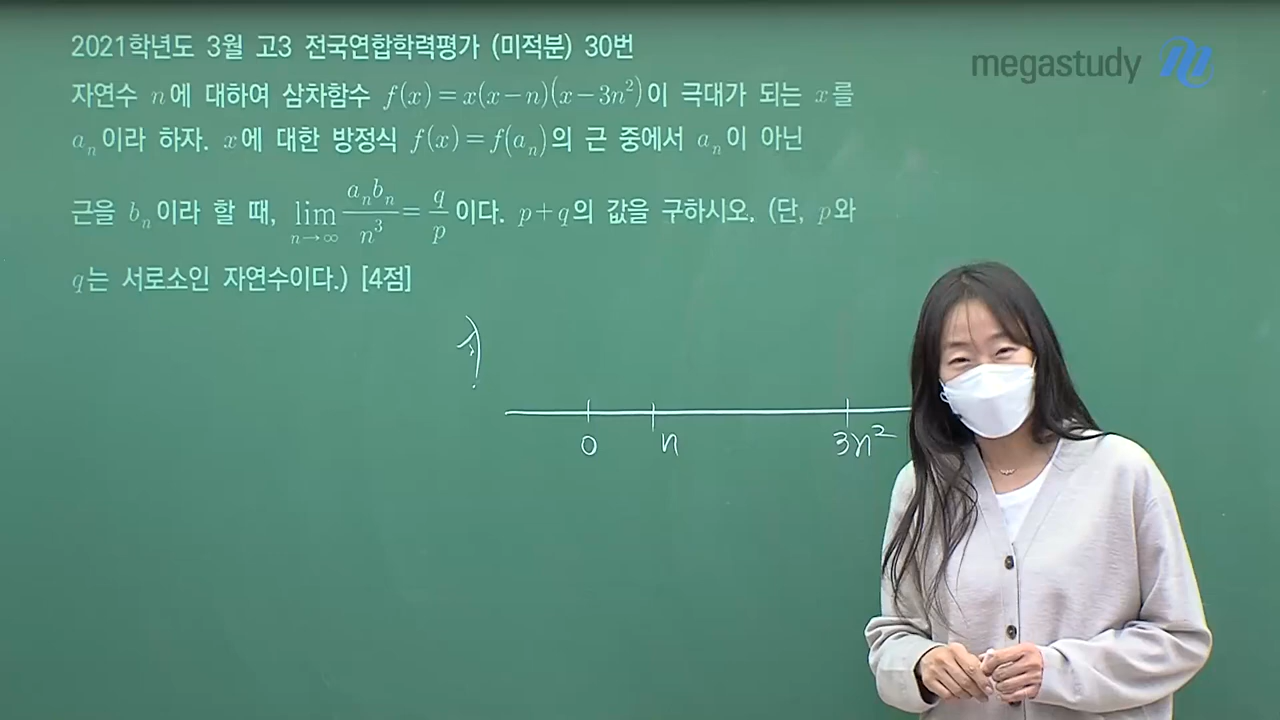 2021학년도 3월 고3 전국연합학력평가 (미적분) 30번
megastudy
자연수 n에 대하여 삼차함수 f(x)=x(x-n)(x-3n²)이 극대가 되는 x를
aₙ이라 하자. x에 대한 방정식 f(x)=f(aₙ)의 근 중에서 aₙ이 아닌
근을 bₙ이라 할 때, lim n→∞ aₙbₙ/n³ = q/p 이다. p+q의 값을 구하시오. (단, p와
q는 서로소인 자연수이다.) [4점]
0 n 3n²